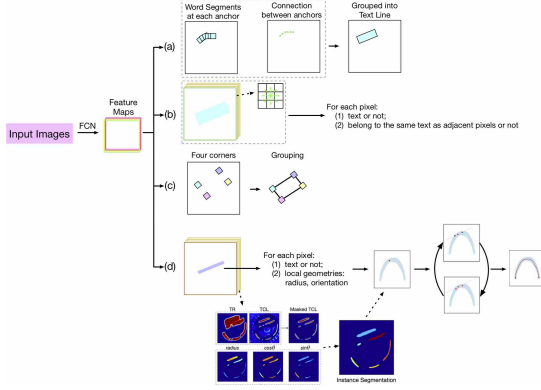 Word Segments
at each anchor
Connection
between anchors
Grouped into
Text Line
(a)
Feature
Maps
Input Images
FCN
(b)
For each pixel:
(1) text or not;
(2) belong to the same text as adjacent pixels or not
Four corners
Grouping
(c)
(d)
For each pixel:
(1) text or not;
(2) local geometries:
radius, orientation
TR
TCL
Masked TCL
radius
cosθ
sinθ
Instance Segmentation